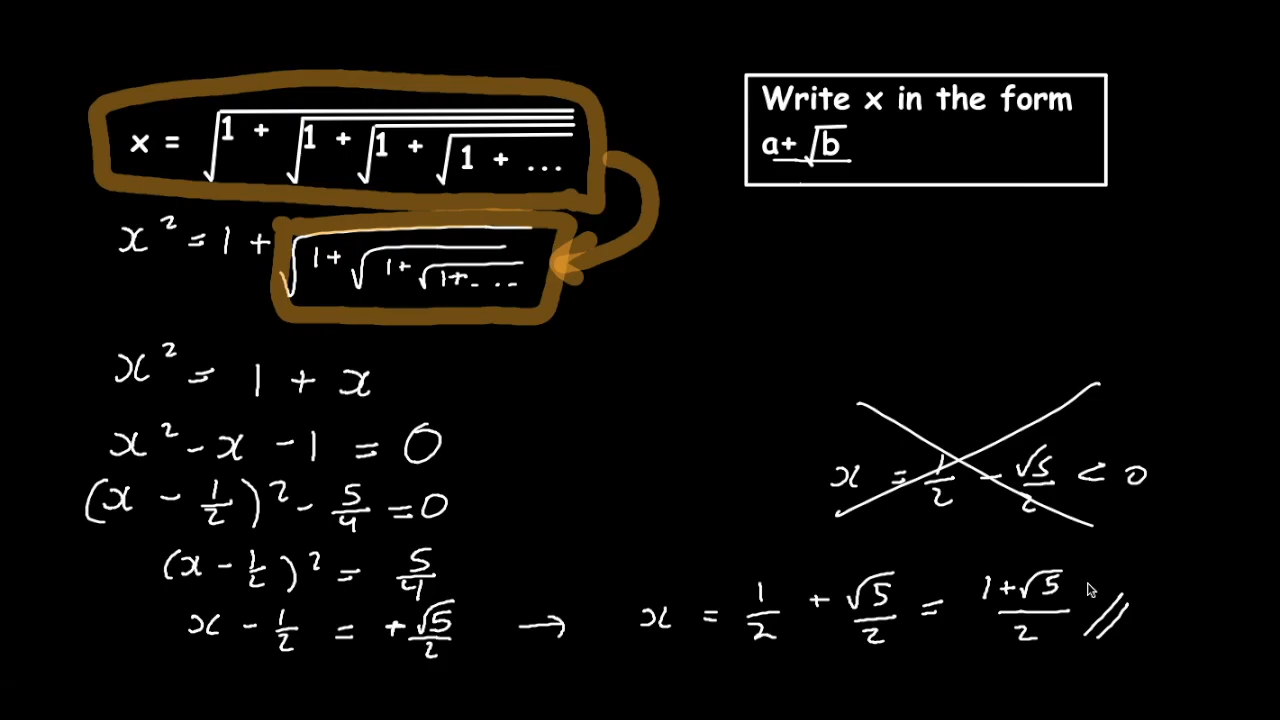 x = √(1 + √(1 + √(1 + √(1 + ...))))
Write x in the form
a+ √b
x² = 1 + √(1+ √(1+ √(1+...)))
x² = 1 + x
x² - x - 1 = 0
(x - 1/2)² - 5/4 = 0
x = 1/2 - √5/2 < 0
(x - 1/2)² = 5/4
x - 1/2 = +√5/2 → x = 1/2 + √5/2 = (1+√5)/2 //